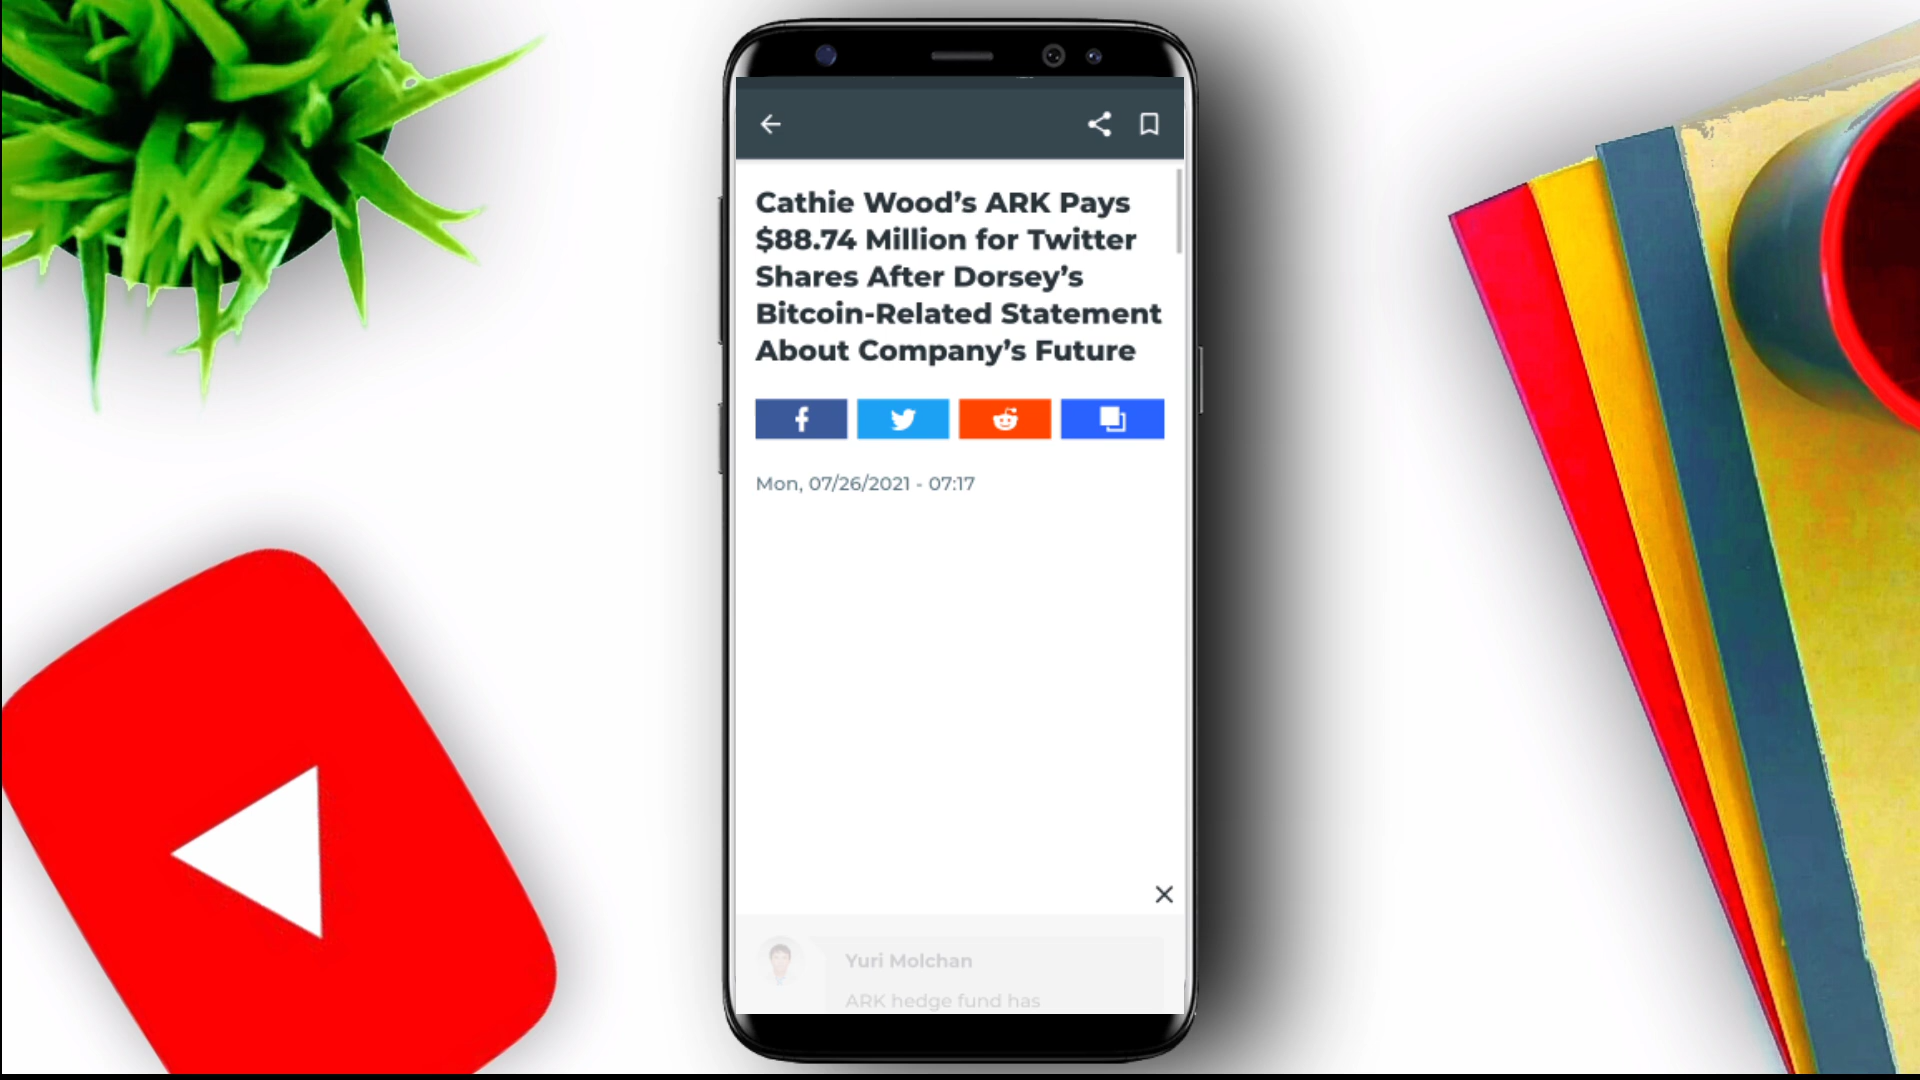 Cathie Wood’s ARK Pays
$88.74 Million for Twitter
Shares After Dorsey’s
Bitcoin-Related Statement
About Company’s Future
Mon, 07/26/2021 - 07:17
Yuri Molchan
ARK hedge fund has